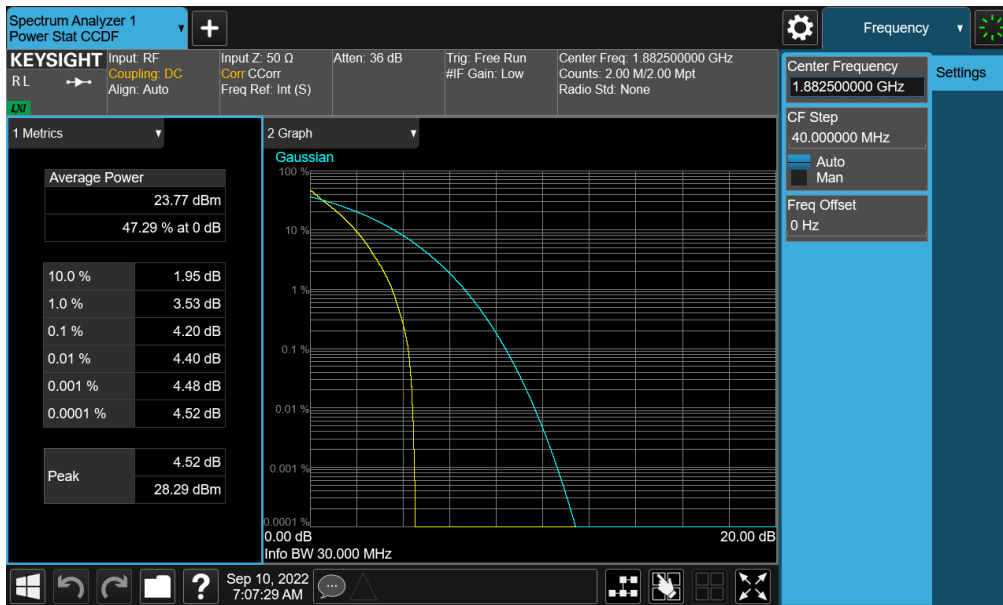 Spectrum Analyzer 1
Power Stat CCDF
+
Frequency
KEYSIGHT
RL
LXI
Input: RF
Coupling: DC
Align: Auto
Input Z: 50 Ω
Corr CCorr
Freq Ref: Int (S)
Atten: 36 dB
Trig: Free Run
#IF Gain: Low
Center Freq: 1.882500000 GHz
Counts: 2.00 M/2.00 Mpt
Radio Std: None
Center Frequency
1.882500000 GHz
Settings
CF Step
40.000000 MHz
Auto
Man
Freq Offset
0 Hz
1 Metrics
Average Power
23.77 dBm
47.29 % at 0 dB
10.0 % 1.95 dB
1.0 % 3.53 dB
0.1 % 4.20 dB
0.01 % 4.40 dB
0.001 % 4.48 dB
0.0001 % 4.52 dB
Peak
4.52 dB
28.29 dBm
2 Graph
Gaussian
100 %
10 %
1 %
0.1 %
0.01 %
0.001 %
0.0001 %
0.00 dB
20.00 dB
Info BW 30.000 MHz
?
Sep 10, 2022
7:07:29 AM